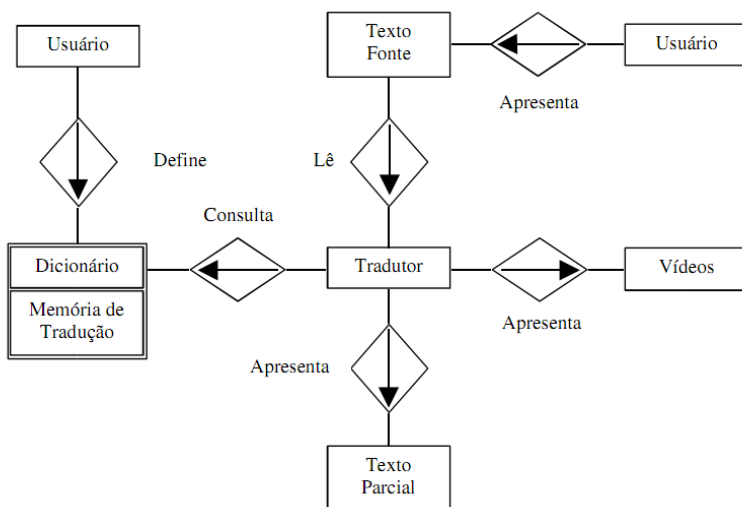 Usuário
Texto
Fonte
Usuário
Apresenta
Define
Lê
Consulta
Dicionário
Tradutor
Vídeos
Memória de
Tradução
Apresenta
Apresenta
Texto
Parcial